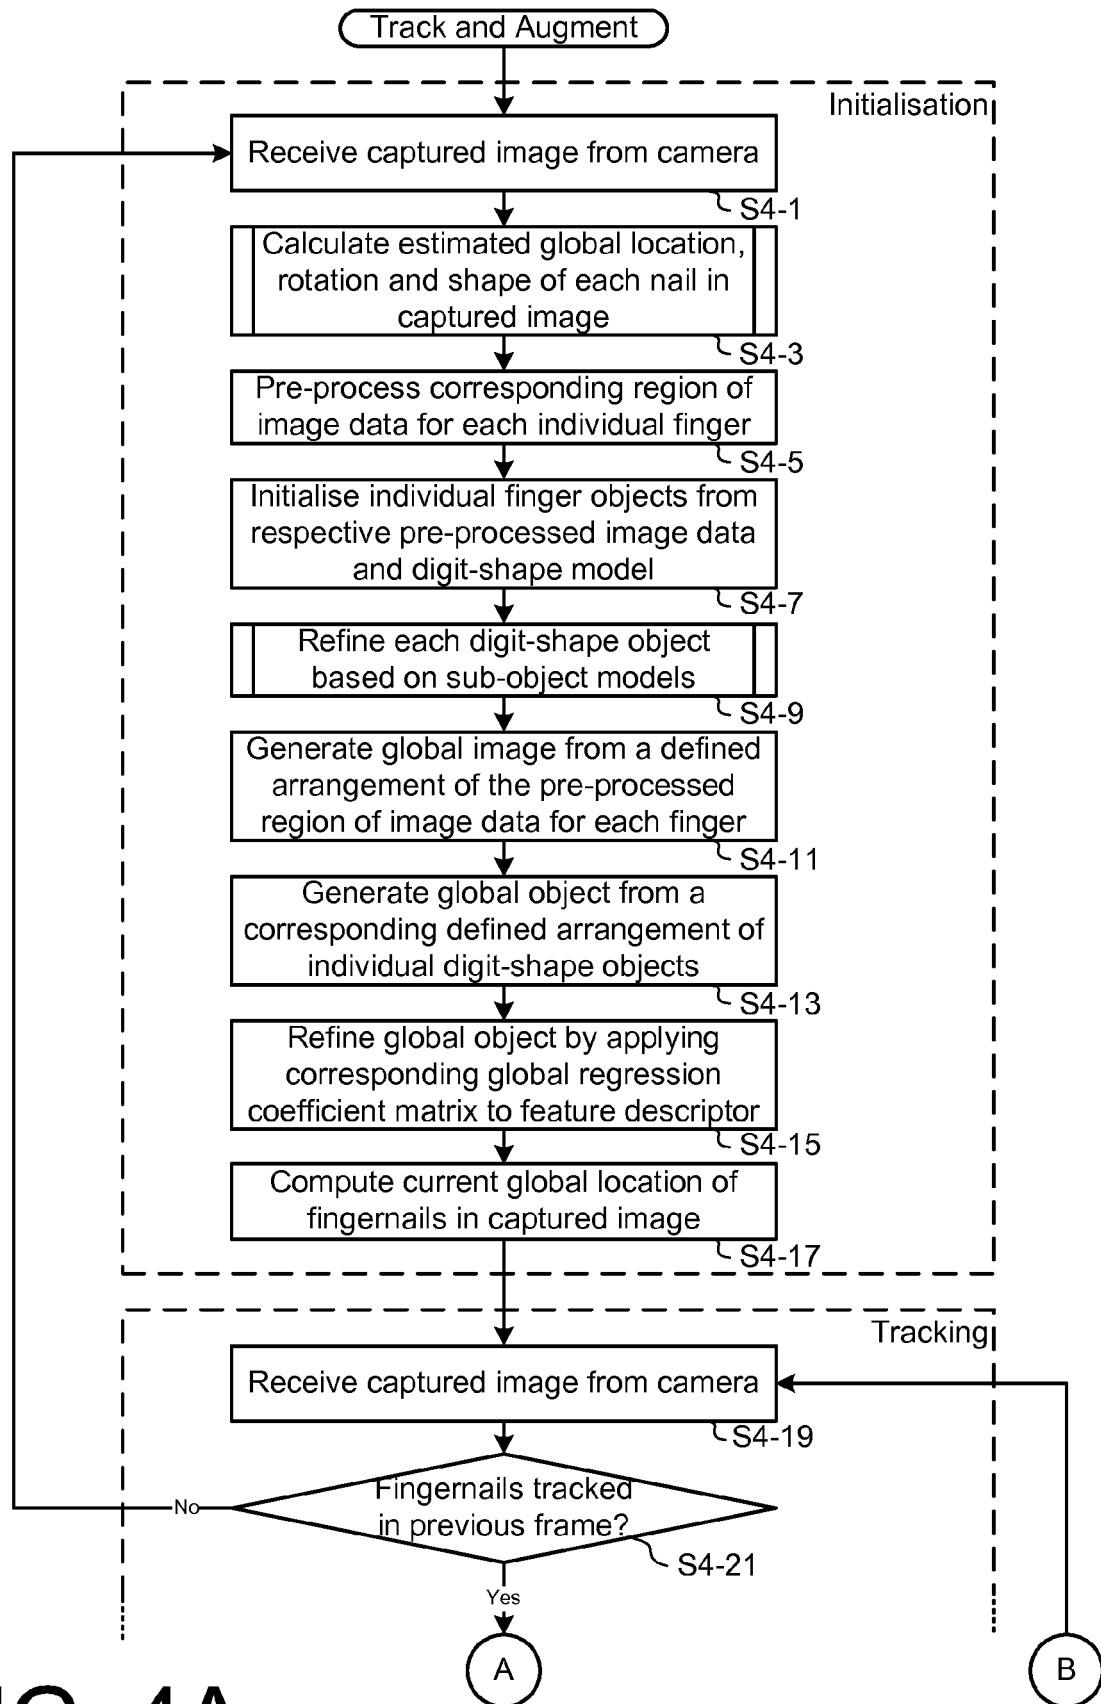 Track and Augment
Initialisation
Receive captured image from camera
S4-1
Calculate estimated global location,
rotation and shape of each nail in
captured image
S4-3
Pre-process corresponding region of
image data for each individual finger
S4-5
Initialise individual finger objects from
respective pre-processed image data
and digit-shape model
S4-7
Refine each digit-shape object
based on sub-object models
S4-9
Generate global image from a defined
arrangement of the pre-processed
region of image data for each finger
S4-11
Generate global object from a
corresponding defined arrangement of
individual digit-shape objects
S4-13
Refine global object by applying
corresponding global regression
coefficient matrix to feature descriptor
S4-15
Compute current global location of
fingernails in captured image
S4-17
Tracking
Receive captured image from camera
S4-19
Fingernails tracked
in previous frame?
No
S4-21
Yes
A
B